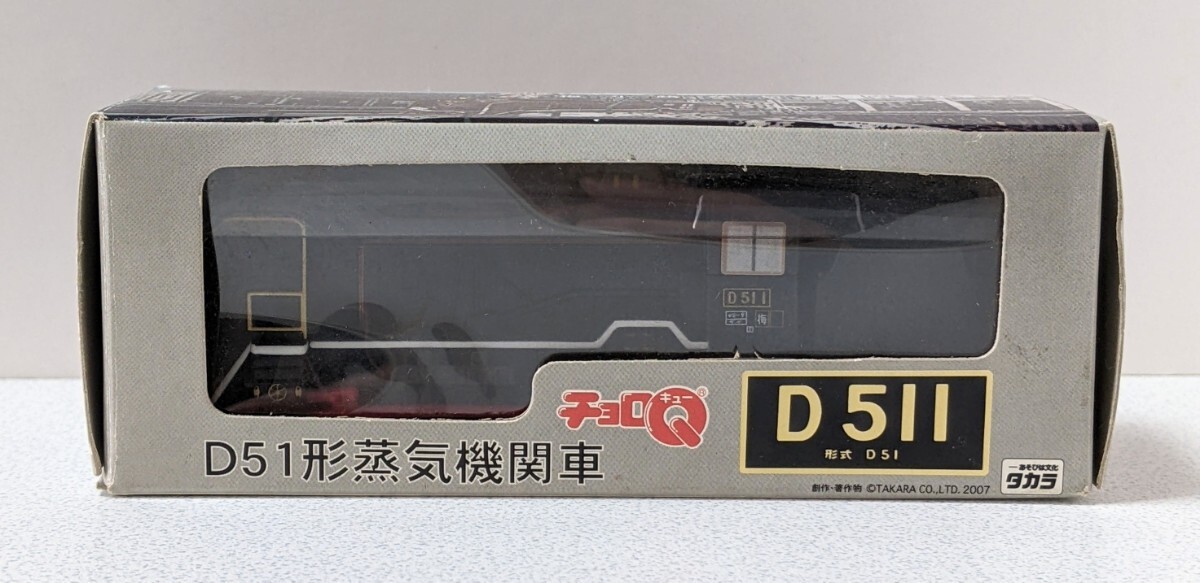 D511
梅
チョロQ
キュー
®
D51形蒸気機関車
D511
形式 D51
創作・著作物 ©TAKARA CO.,LTD. 2007
あそびは文化
タカラ